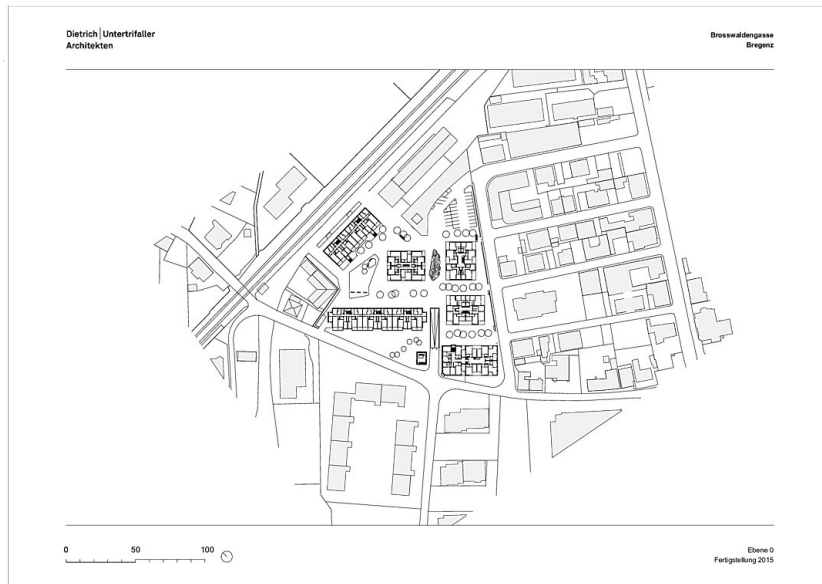 Dietrich | Untertrifaller
Architekten
Brosswaldengasse
Bregenz
0 50 100
Ebene 0
Fertigstellung 2015